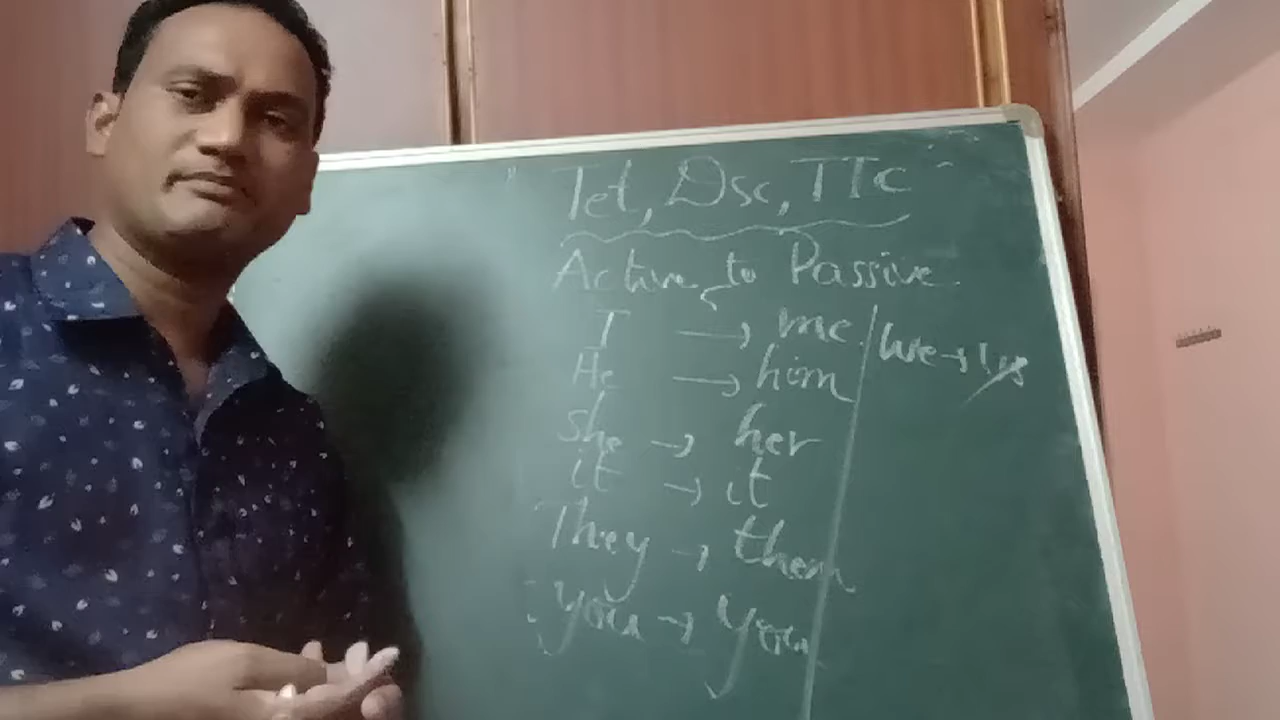 Tet, Dsc, TTc
Active to Passive
I → me
He → him
she → her
it → it
They → them
you → you
We → Us